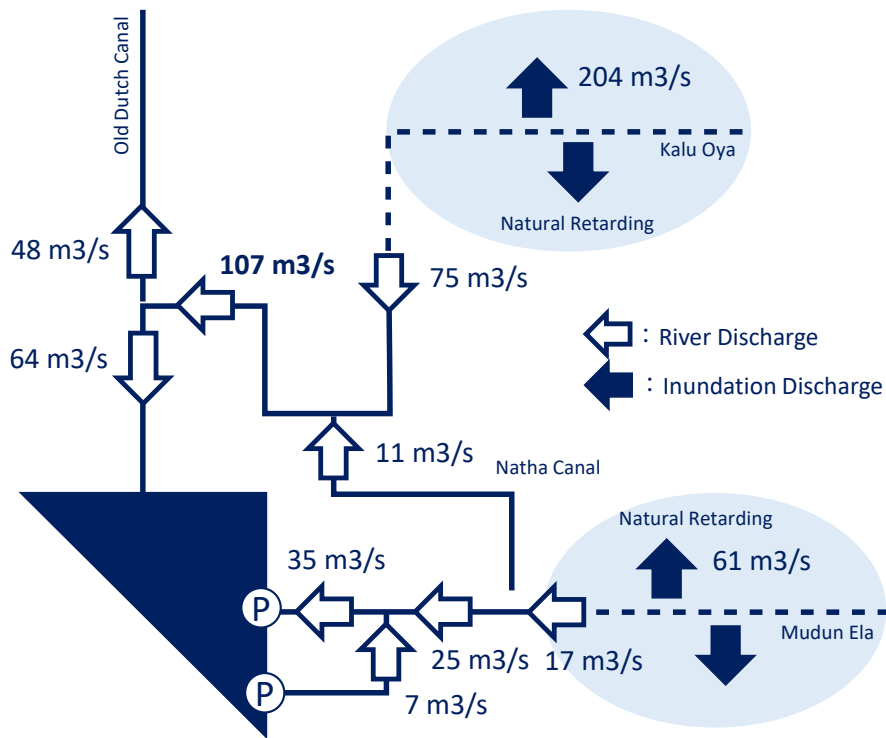 Old Dutch Canal
204 m3/s
Kalu Oya
Natural Retarding
48 m3/s
107 m3/s
75 m3/s
64 m3/s
: River Discharge
: Inundation Discharge
11 m3/s
Natha Canal
Natural Retarding
61 m3/s
35 m3/s
P
Mudun Ela
25 m3/s
17 m3/s
P
7 m3/s